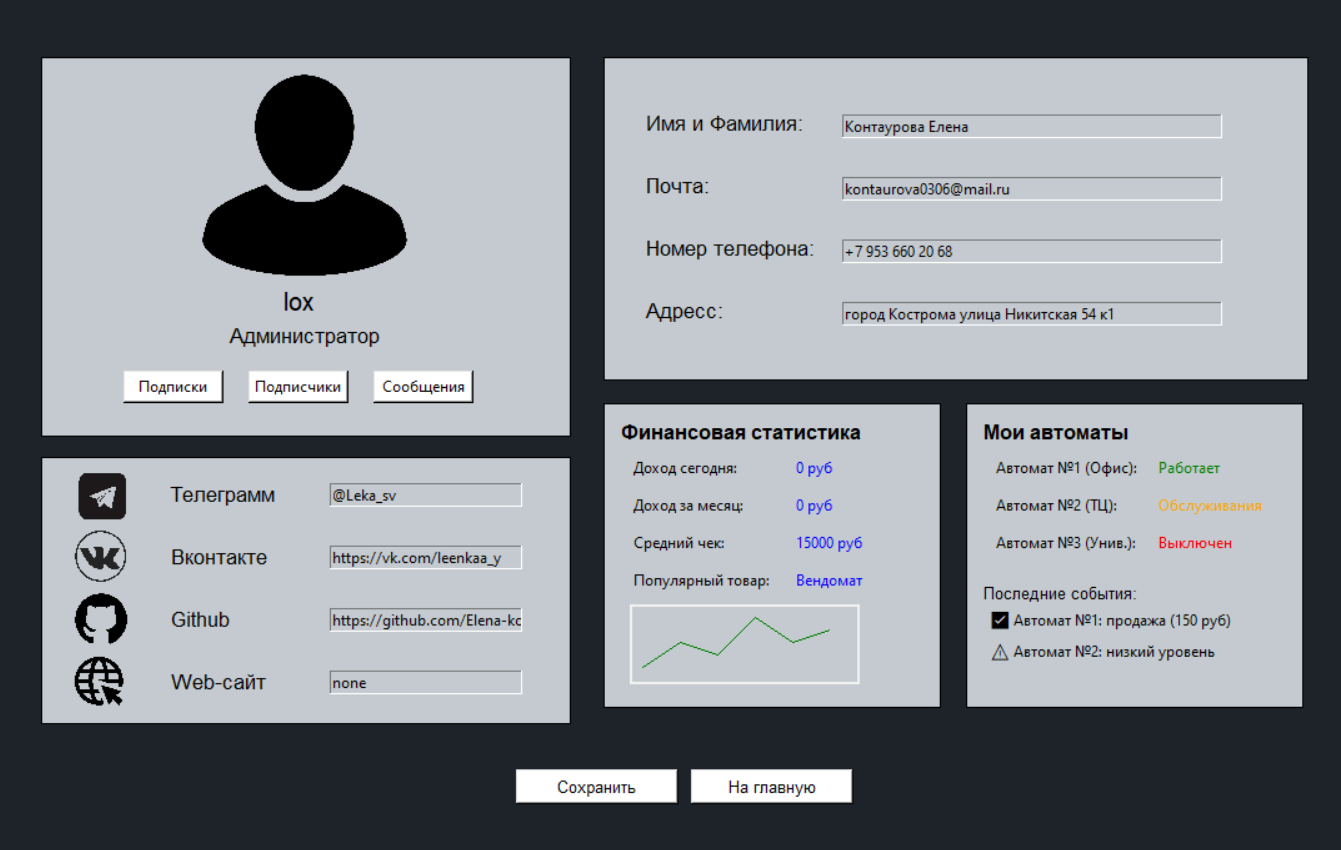 lox
Администратор
Подписки Подписчики Сообщения
Имя и Фамилия: Контаурова Елена
Почта: kontaurova0306@mail.ru
Номер телефона: +7 953 660 20 68
Адресс: город Кострома улица Никитская 54 к1
Телеграмм @Leka_sv
Вконтакте https://vk.com/leenkaa_y
Github https://github.com/Elena-kc
Web-сайт none
Финансовая статистика
Доход сегодня: 0 руб
Доход за месяц: 0 руб
Средний чек: 15000 руб
Популярный товар: Вендомат
Мои автоматы
Автомат №1 (Офис): Работает
Автомат №2 (ТЦ): Обслуживания
Автомат №3 (Унив.): Выключен
Последние события:
Автомат №1: продажа (150 руб)
Автомат №2: низкий уровень
Сохранить На главную